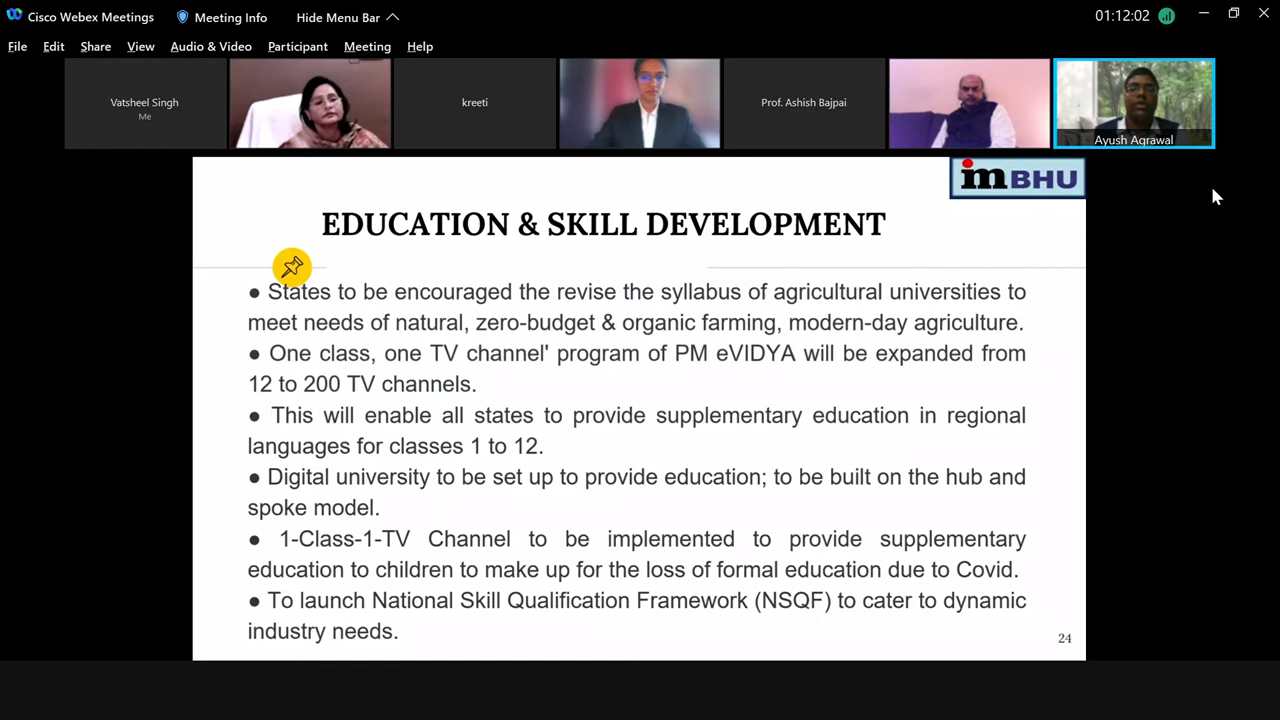 Cisco Webex Meetings
Meeting Info
Hide Menu Bar
01:12:02
File Edit Share View Audio & Video Participant Meeting Help
Vatsheel Singh
Me
kreeti
Prof. Ashish Bajpai
Ayush Agrawal
im BHU
EDUCATION & SKILL DEVELOPMENT
● States to be encouraged the revise the syllabus of agricultural universities to
meet needs of natural, zero-budget & organic farming, modern-day agriculture.
● One class, one TV channel' program of PM eVIDYA will be expanded from
12 to 200 TV channels.
● This will enable all states to provide supplementary education in regional
languages for classes 1 to 12.
● Digital university to be set up to provide education; to be built on the hub and
spoke model.
● 1-Class-1-TV Channel to be implemented to provide supplementary
education to children to make up for the loss of formal education due to Covid.
● To launch National Skill Qualification Framework (NSQF) to cater to dynamic
industry needs.
24